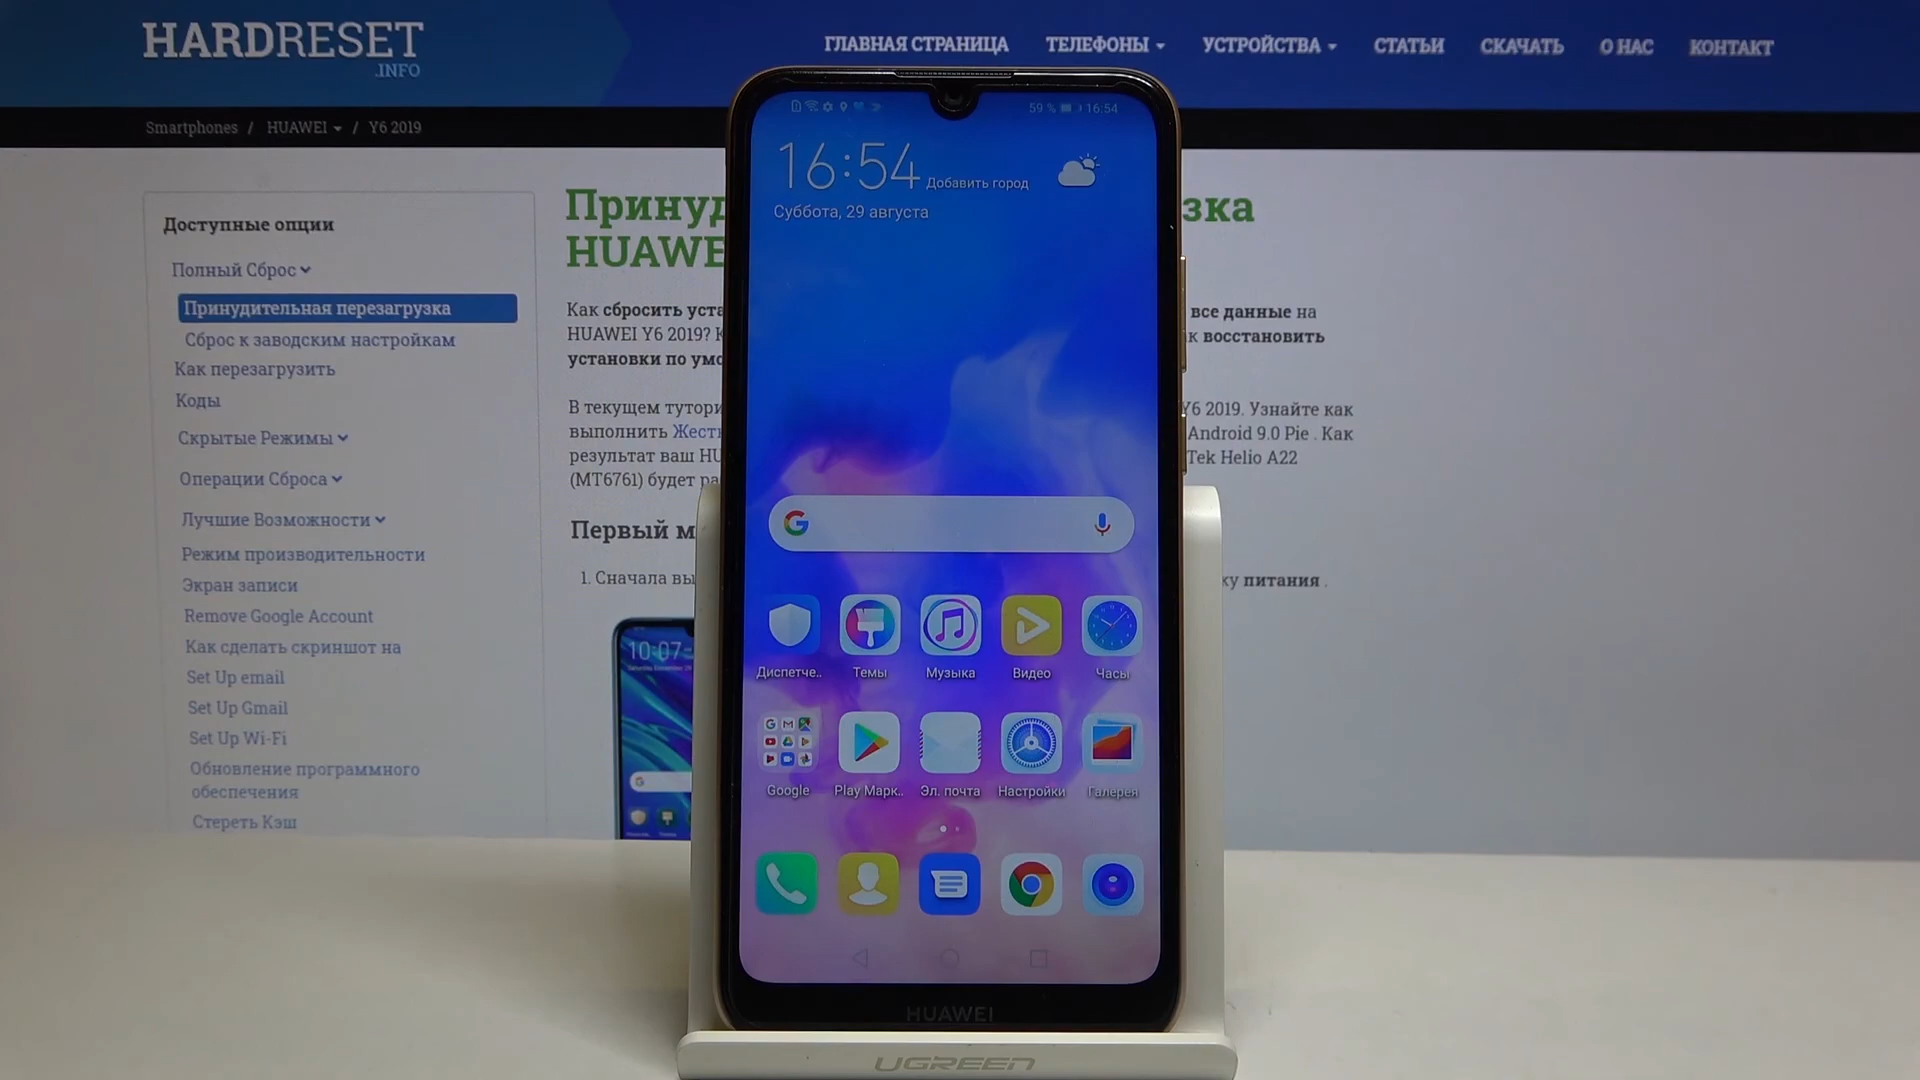 HARDRESET
.INFO
ГЛАВНАЯ СТРАНИЦА
ТЕЛЕФОНЫ
УСТРОЙСТВА
СТАТЬИ
СКАЧАТЬ
О НАС
КОНТАКТ
Smartphones / HUAWEI / Y6 2019
Доступные опции
Полный Сброс
Принудительная перезагрузка
Сброс к заводским настройкам
Как перезагрузить
Коды
Скрытые Режимы
Операции Сброса
Лучшие Возможности
Режим производительности
Экран записи
Remove Google Account
Как сделать скриншот на
Set Up email
Set Up Gmail
Set Up Wi-Fi
Обновление программного
обеспечения
Стереть Кэш
Принуд
зка
HUAWE
Как сбросить уста
все данные на
HUAWEI Y6 2019? К
к восстановить
установки по умо
В текущем тутори
Y6 2019. Узнайте как
выполнить Жестк
Android 9.0 Pie . Как
результат ваш HU
Tek Helio A22
(MT6761) будет ра
Первый м
1. Сначала вы
ку питания .
10:07
59 % 16:54
16:54 Добавить город
Суббота, 29 августа
Диспетче..
Темы
Музыка
Видео
Часы
Google
Play Марк..
Эл. почта
Настройки
Галерея
HUAWEI
UGREEN